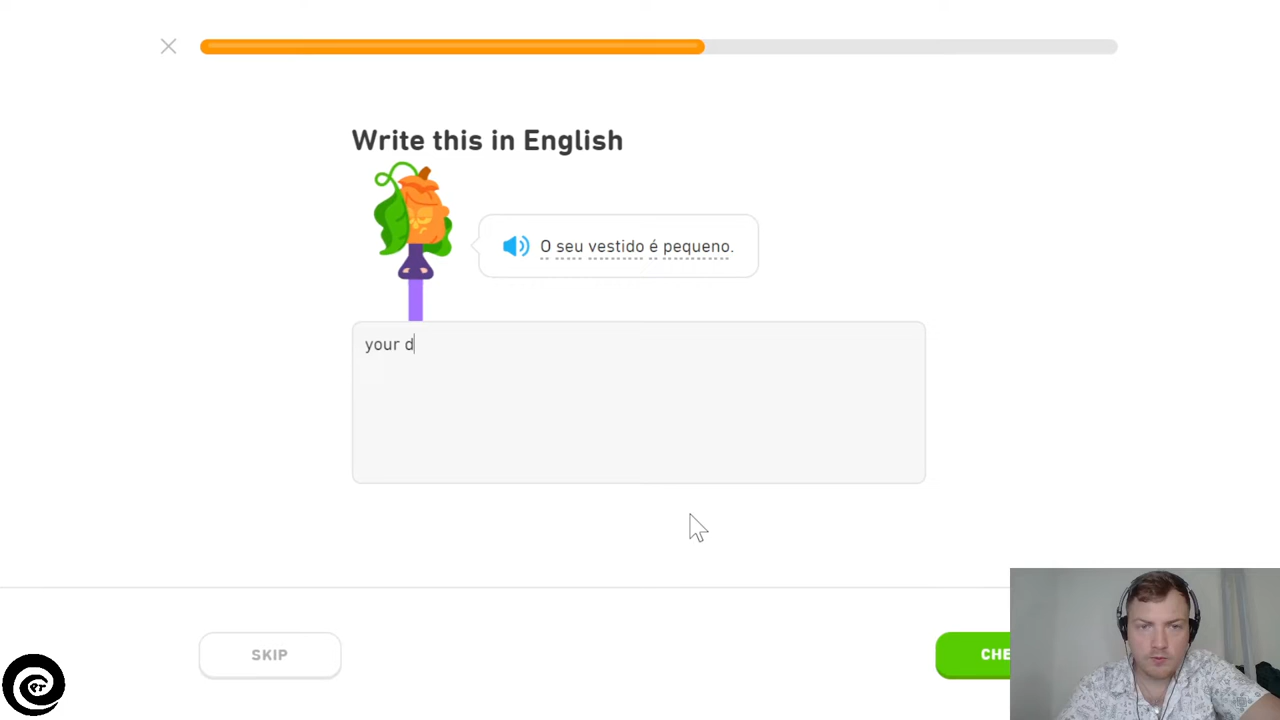 Write this in English
O seu vestido é pequeno.
your d
SKIP
CHE